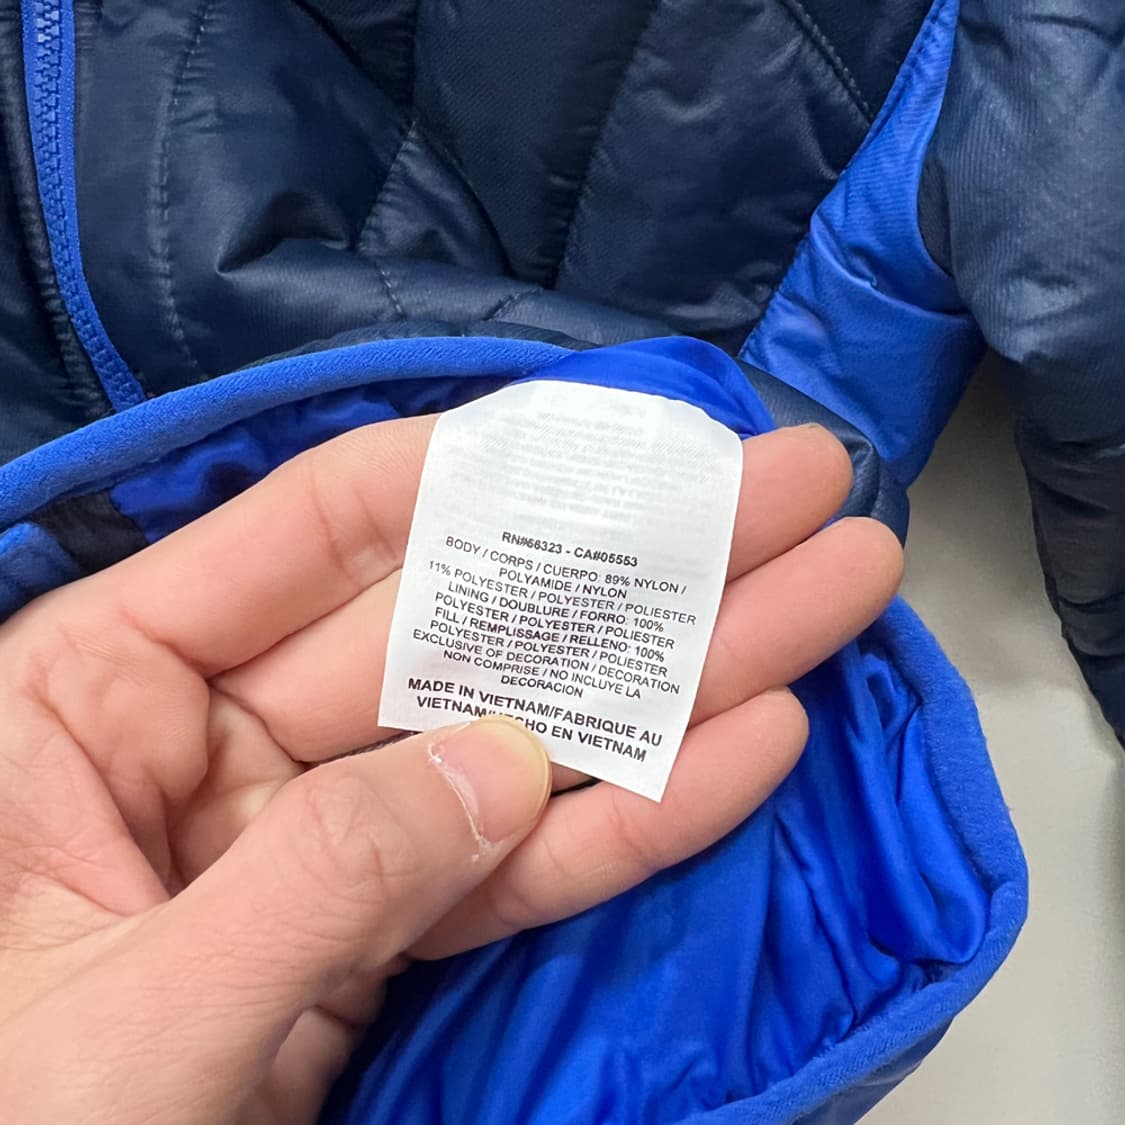 RN#56323 - CA#05553
BODY / CORPS / CUERPO: 89% NYLON /
POLYAMIDE / NYLON
11% POLYESTER / POLYESTER / POLIESTER
LINING / DOUBLURE / FORRO: 100%
POLYESTER / POLYESTER / POLIESTER
FILL / REMPLISSAGE / RELLENO: 100%
POLYESTER / POLYESTER / POLIESTER
EXCLUSIVE OF DECORATION / DECORATION
NON COMPRISE / NO INCLUYE LA
DECORACION
MADE IN VIETNAM/FABRIQUE AU
VIETNAM/HECHO EN VIETNAM